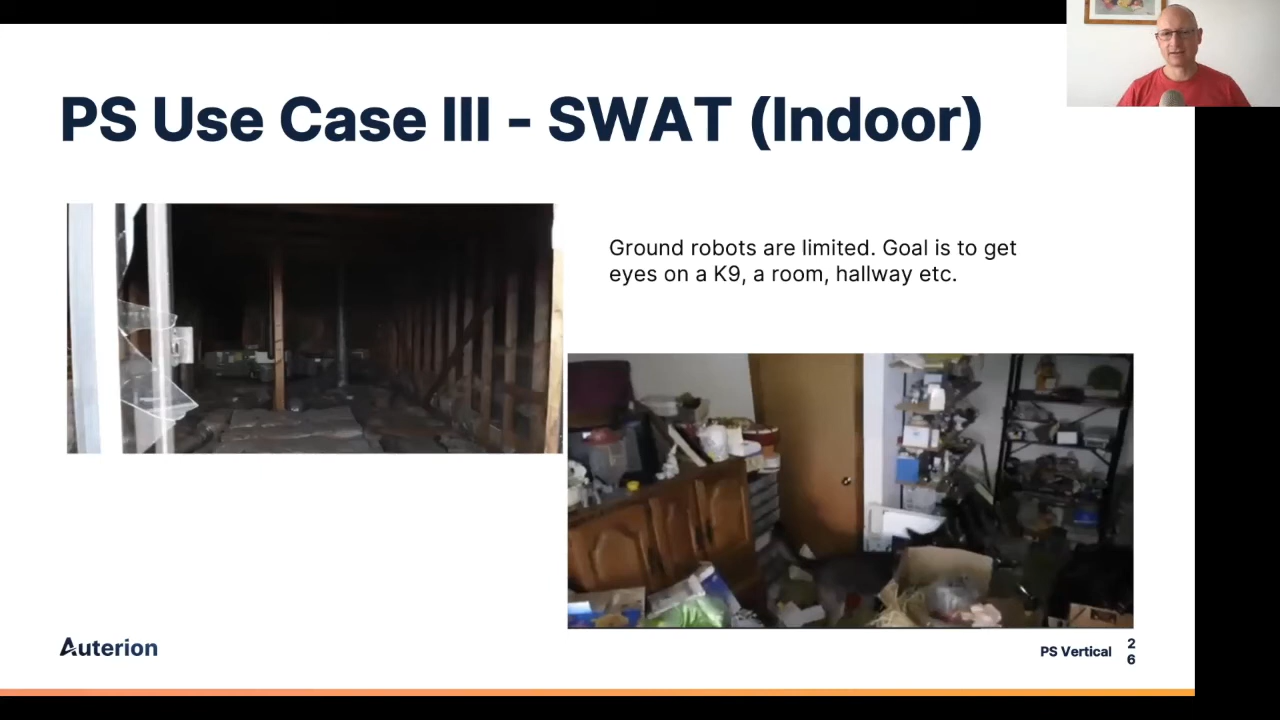 PS Use Case III - SWAT (Indoor)
Ground robots are limited. Goal is to get
eyes on a K9, a room, hallway etc.
Auterion
PS Vertical
2
6